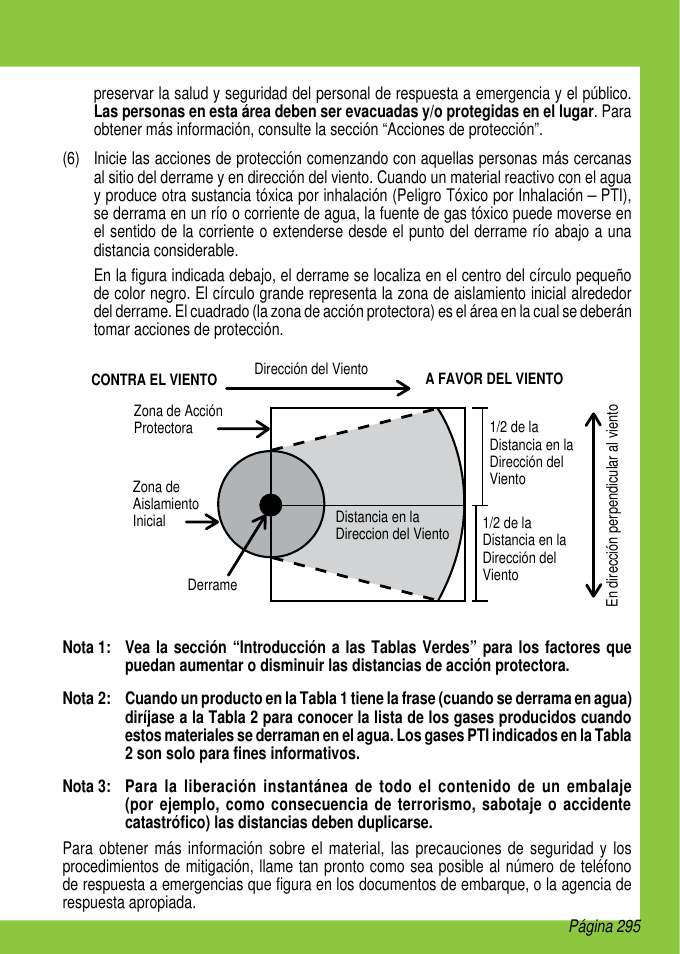 preservar la salud y seguridad del personal de respuesta a emergencia y el público.
Las personas en esta área deben ser evacuadas y/o protegidas en el lugar. Para
obtener más información, consulte la sección “Acciones de protección”.
(6) Inicie las acciones de protección comenzando con aquellas personas más cercanas
al sitio del derrame y en dirección del viento. Cuando un material reactivo con el agua
y produce otra sustancia tóxica por inhalación (Peligro Tóxico por Inhalación – PTI),
se derrama en un río o corriente de agua, la fuente de gas tóxico puede moverse en
el sentido de la corriente o extenderse desde el punto del derrame río abajo a una
distancia considerable.
En la figura indicada debajo, el derrame se localiza en el centro del círculo pequeño
de color negro. El círculo grande representa la zona de aislamiento inicial alrededor
del derrame. El cuadrado (la zona de acción protectora) es el área en la cual se deberán
tomar acciones de protección.
CONTRA EL VIENTO
Dirección del Viento
A FAVOR DEL VIENTO
Zona de Acción
Protectora
Zona de
Aislamiento
Inicial
Derrame
Distancia en la
Direccion del Viento
1/2 de la
Distancia en la
Dirección del
Viento
1/2 de la
Distancia en la
Dirección del
Viento
En dirección perpendicular al viento
Nota 1: Vea la sección “Introducción a las Tablas Verdes” para los factores que
puedan aumentar o disminuir las distancias de acción protectora.
Nota 2: Cuando un producto en la Tabla 1 tiene la frase (cuando se derrama en agua)
diríjase a la Tabla 2 para conocer la lista de los gases producidos cuando
estos materiales se derraman en el agua. Los gases PTI indicados en la Tabla
2 son solo para fines informativos.
Nota 3: Para la liberación instantánea de todo el contenido de un embalaje
(por ejemplo, como consecuencia de terrorismo, sabotaje o accidente
catastrófico) las distancias deben duplicarse.
Para obtener más información sobre el material, las precauciones de seguridad y los
procedimientos de mitigación, llame tan pronto como sea posible al número de teléfono
de respuesta a emergencias que figura en los documentos de embarque, o la agencia de
respuesta apropiada.
Página 295